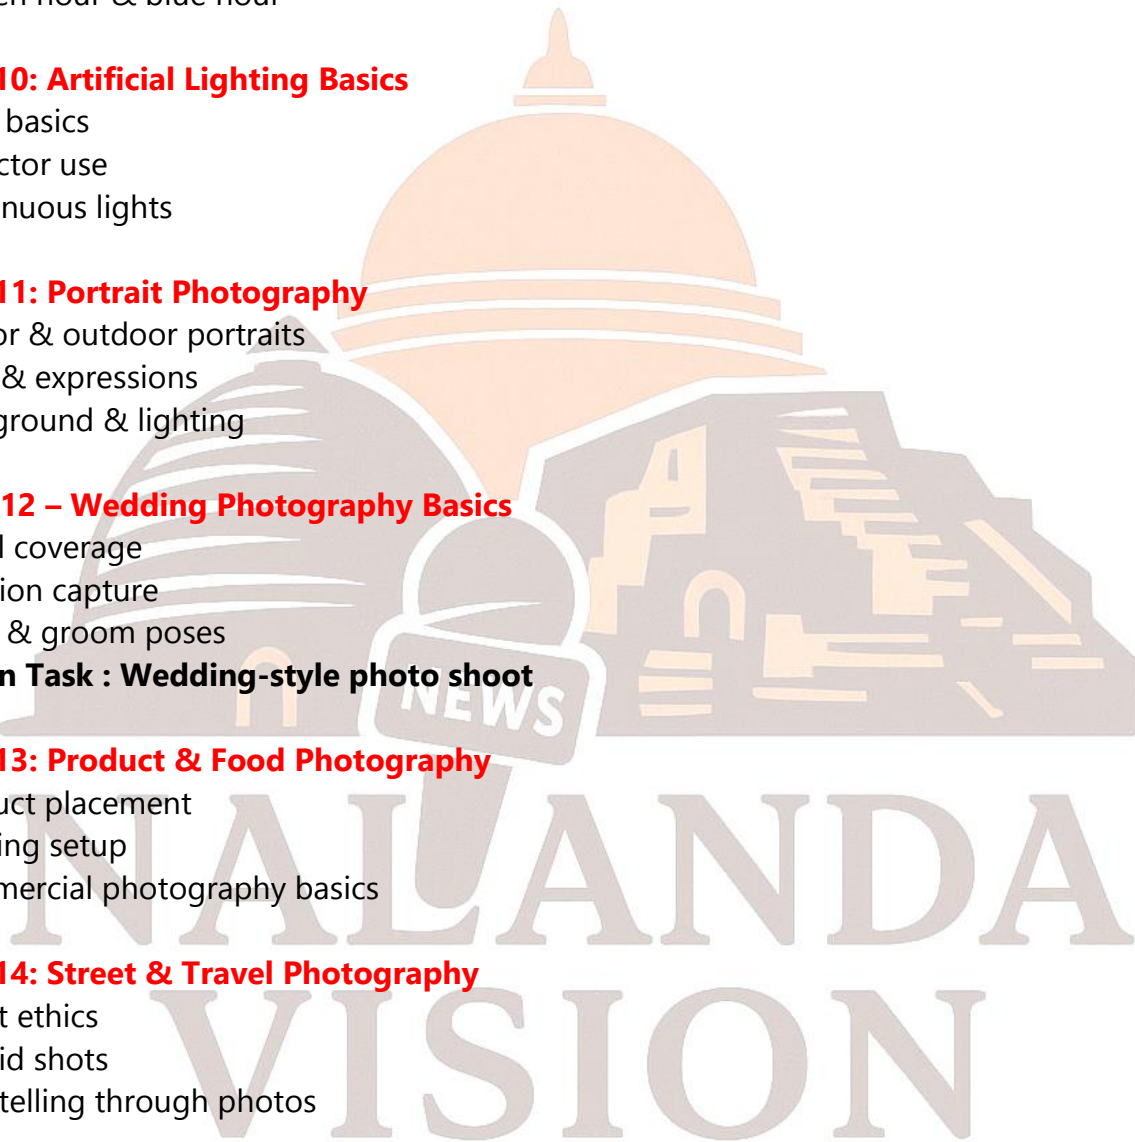 en hour & blue hour
10: Artificial Lighting Basics
basics
ctor use
nuous lights
11: Portrait Photography
or & outdoor portraits
& expressions
ground & lighting
12 – Wedding Photography Basics
l coverage
ion capture
& groom poses
n Task : Wedding-style photo shoot
NEWS
13: Product & Food Photography
uct placement
ing setup
mercial photography basics
NALANDA
14: Street & Travel Photography
t ethics
id shots
telling through photos
VISION